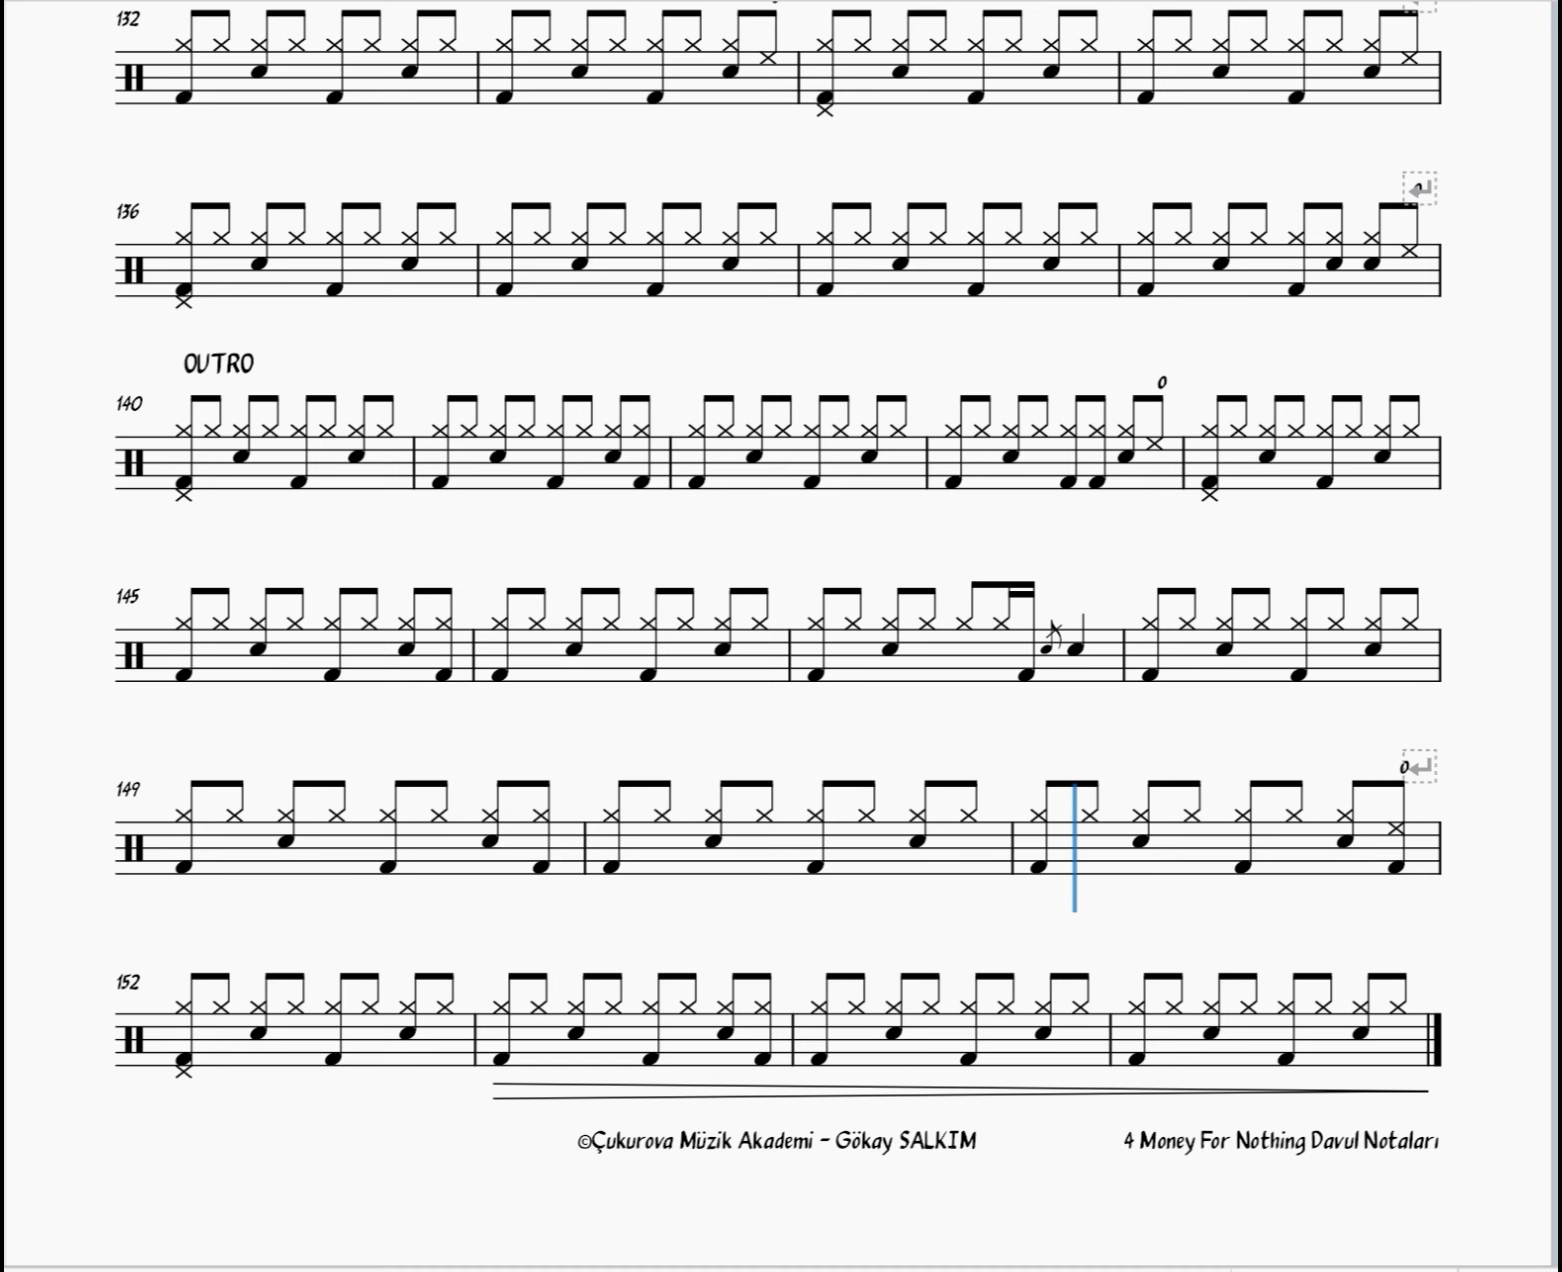 132
136
o
OUTRO
140
o
145
149
o
152
©Çukurova Müzik Akademi - Gökay SALKIM
4 Money For Nothing Davul Notaları